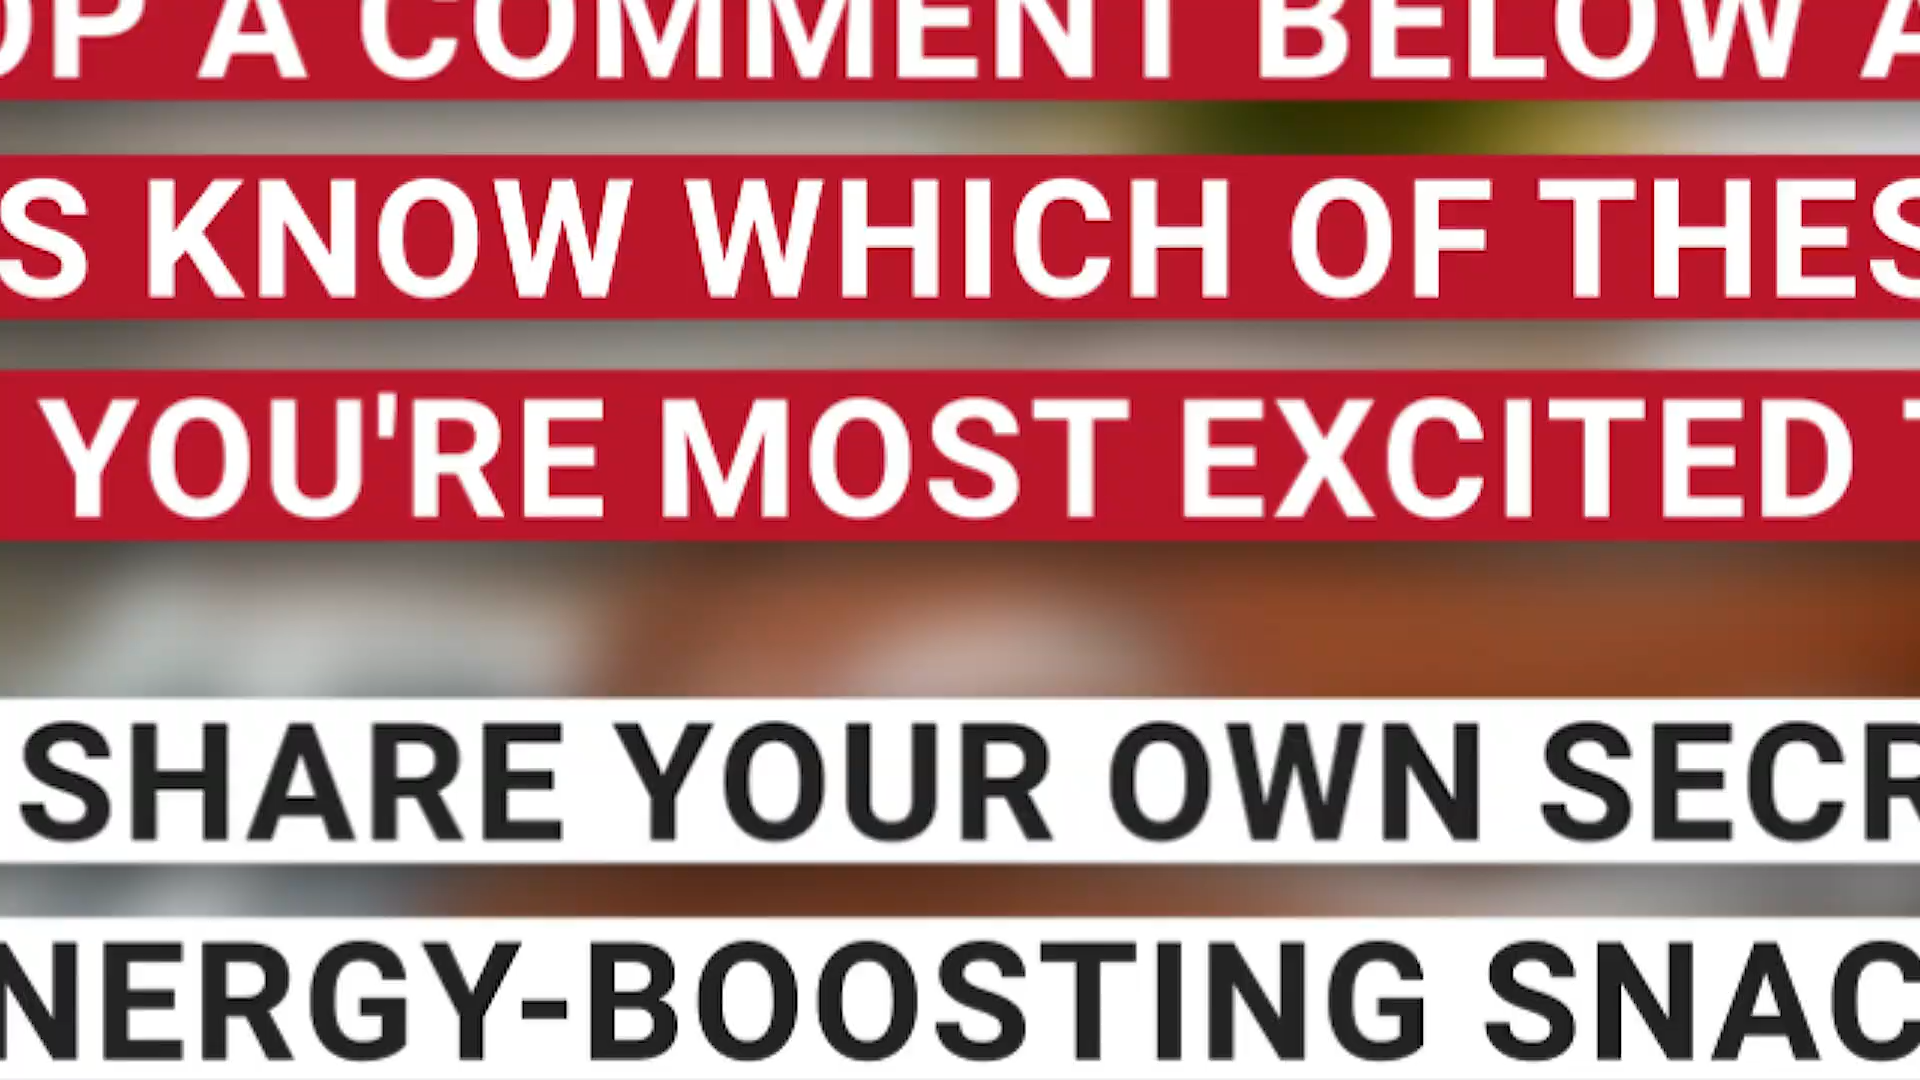 OP A COMMENT BELOW A
S KNOW WHICH OF THES
YOU'RE MOST EXCITED T
SHARE YOUR OWN SECR
NERGY-BOOSTING SNAC